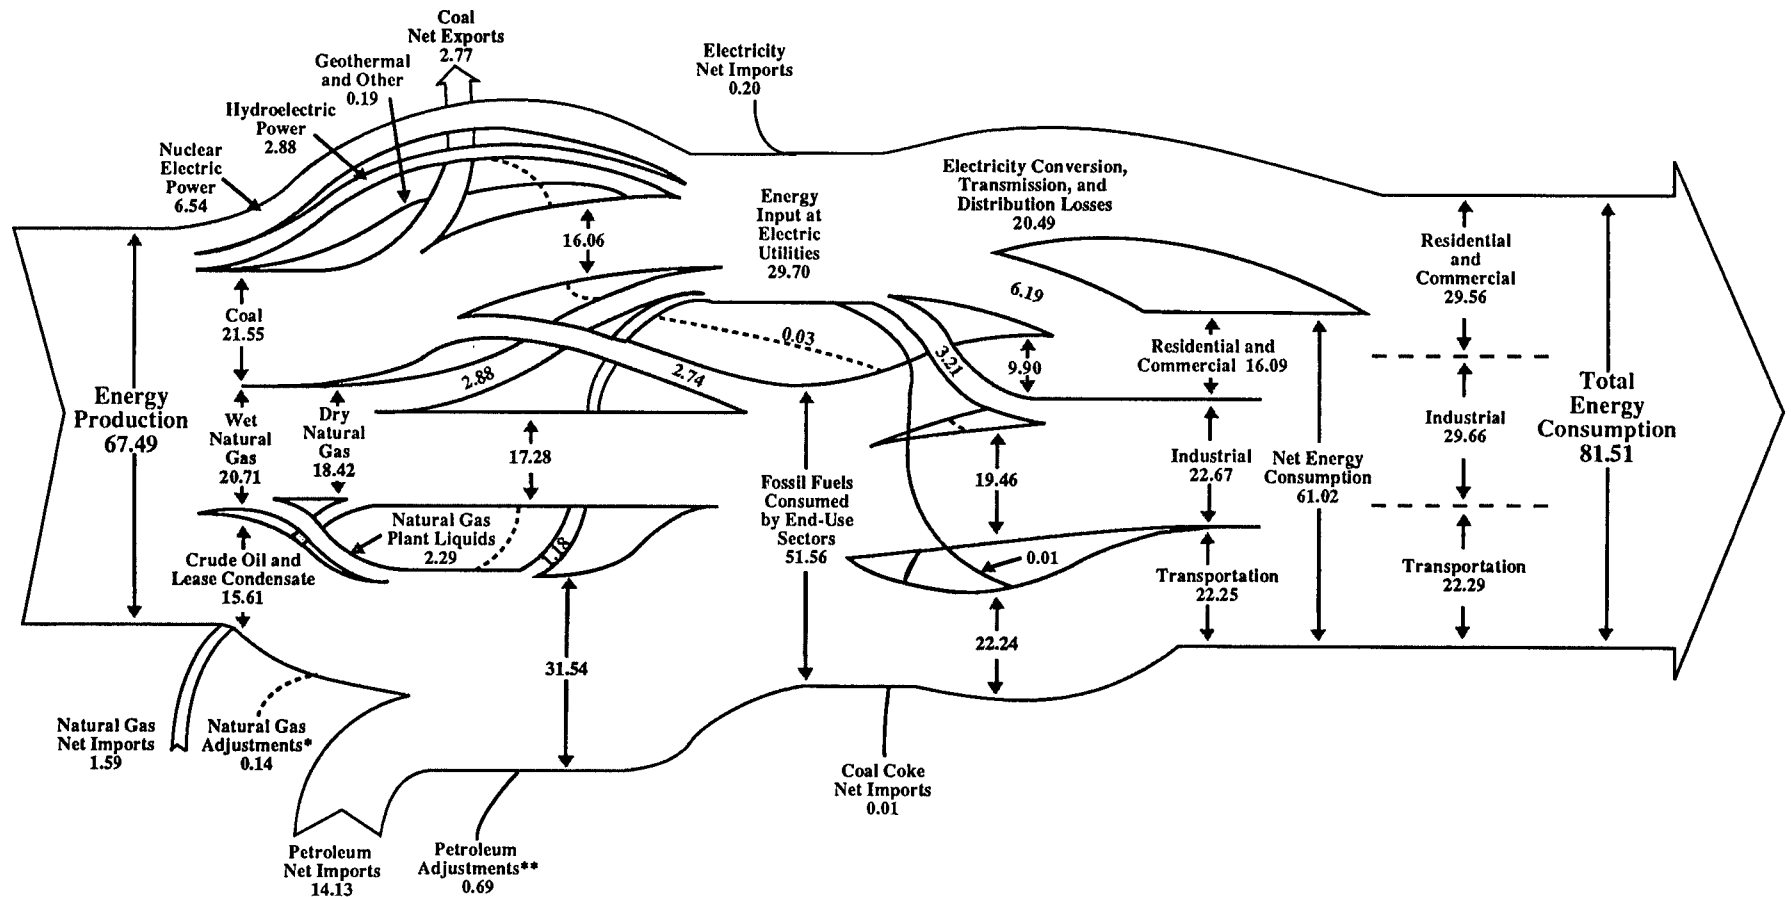 Coal
Net Exports
2.77
Geothermal
and Other
0.19
Hydroelectric
Power
2.88
Nuclear
Electric
Power
6.54
Electricity
Net Imports
0.20
Energy
Input at
Electric
Utilities
29.70
Electricity Conversion,
Transmission, and
Distribution Losses
20.49
16.06
6.19
0.03
3.21
9.90
2.88
2.74
Coal
21.55
Energy
Production
67.49
Wet
Natural
Gas
20.71
Dry
Natural
Gas
18.42
17.28
Natural Gas
Plant Liquids
2.29
1.18
Crude Oil and
Lease Condensate
15.61
31.54
Fossil Fuels
Consumed
by End-Use
Sectors
51.56
19.46
0.01
22.24
Residential and
Commercial 16.09
Industrial
22.67
Transportation
22.25
Net Energy
Consumption
61.02
Residential
and
Commercial
29.56
Industrial
29.66
Transportation
22.29
Total
Energy
Consumption
81.51
Natural Gas
Net Imports
1.59
Natural Gas
Adjustments*
0.14
Petroleum
Net Imports
14.13
Petroleum
Adjustments**
0.69
Coal Coke
Net Imports
0.01